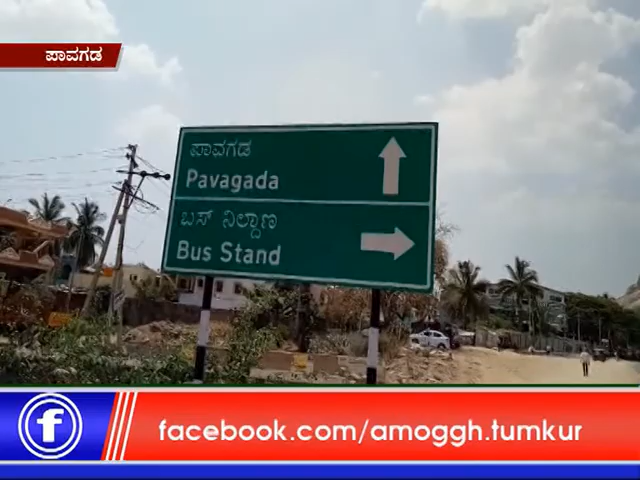 ಪಾವಗಡ
ಪಾವಗಡ
Pavagada
ಬಸ್ ನಿಲ್ದಾಣ
Bus Stand
f
facebook.com/amoggh.tumkur